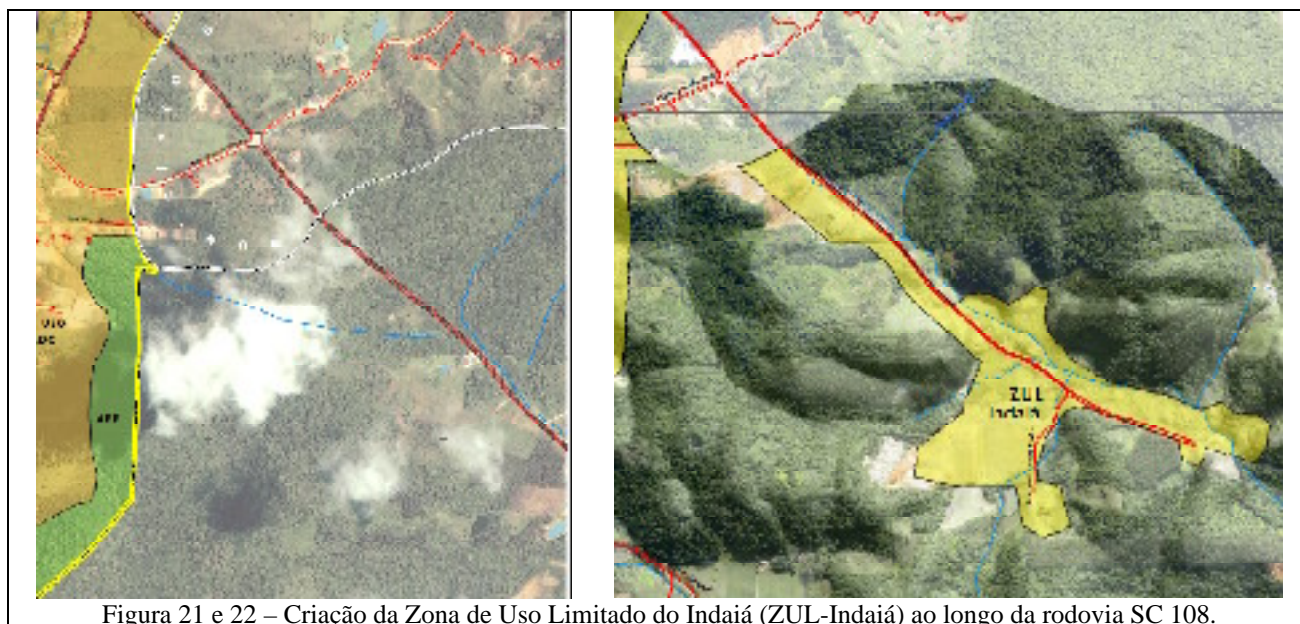 APP
ZUL
Indaiá
Figura 21 e 22 – Criação da Zona de Uso Limitado do Indaiá (ZUL-Indaiá) ao longo da rodovia SC 108.